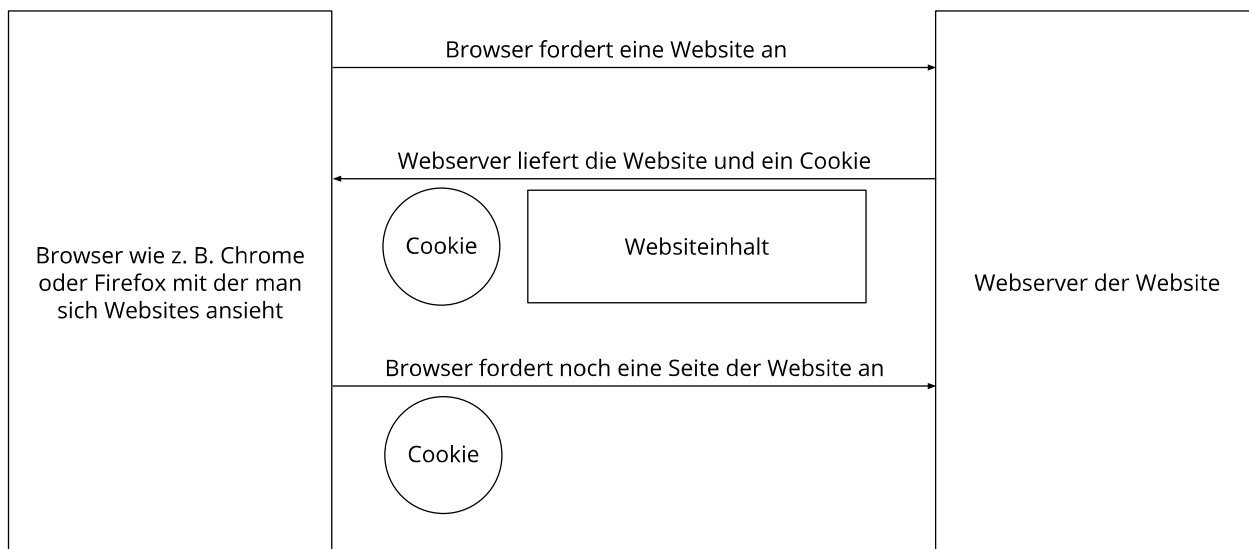 Browser fordert eine Website an
Webserver liefert die Website und ein Cookie
Cookie
Websiteinhalt
Browser wie z. B. Chrome
oder Firefox mit der man
sich Websites ansieht
Webserver der Website
Browser fordert noch eine Seite der Website an
Cookie